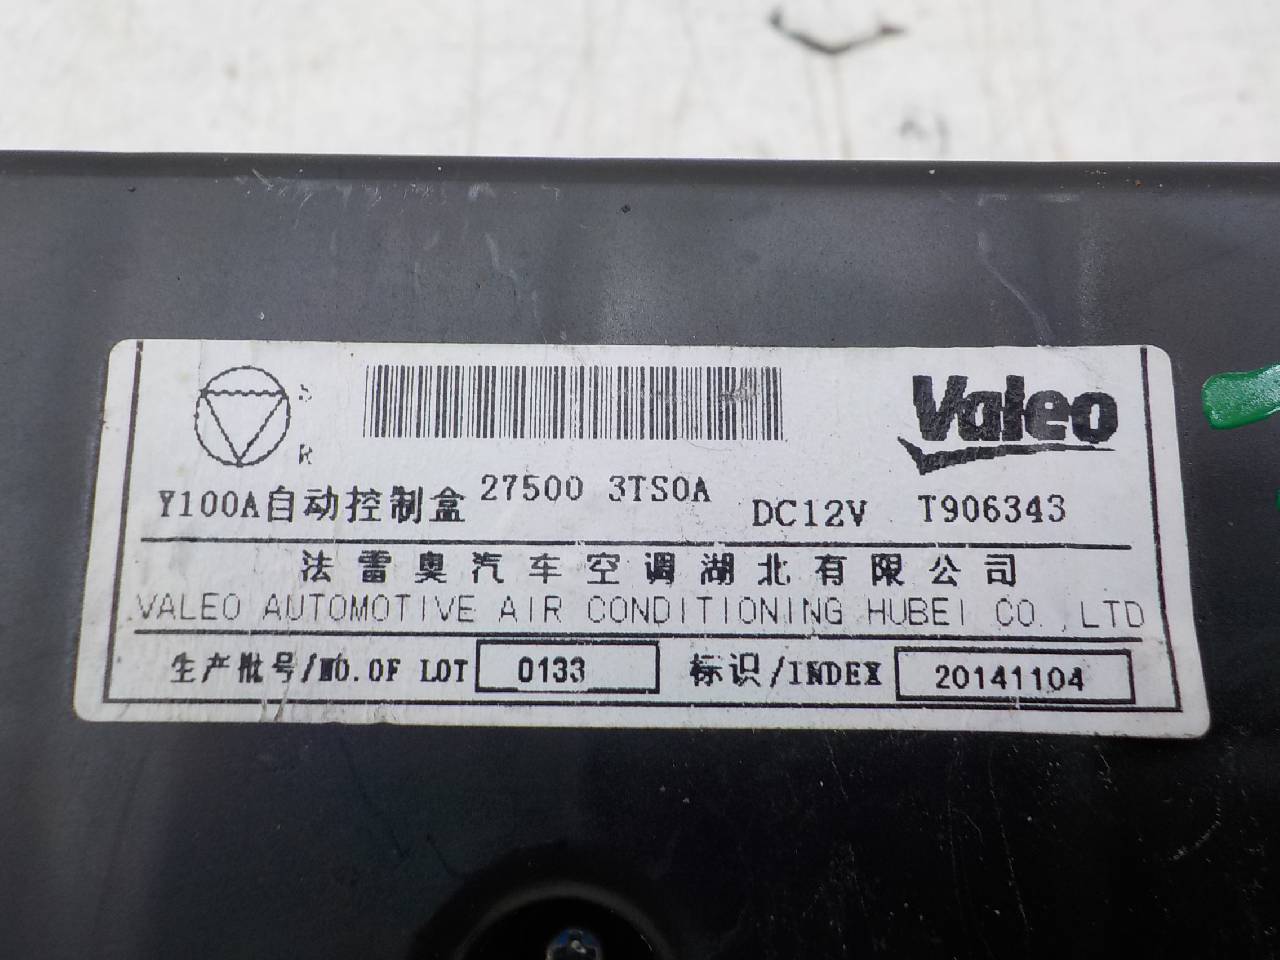 S
R
Valeo
Y100A自动控制盒 27500 3TS0A DC12V T906343
法雷奥汽车空调湖北有限公司
VALEO AUTOMOTIVE AIR CONDITIONING HUBEI CO.,LTD
生产批号/NO.OF LOT 0133 标识/INDEX 20141104